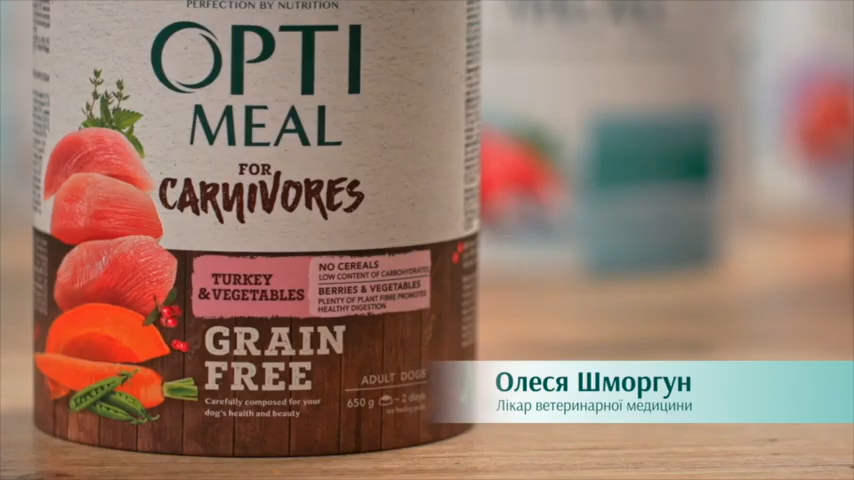 PERFECTION BY NUTRITION
OPTI
MEAL
FOR
CARNIVORES
TURKEY
&VEGETABLES
NO CEREALS
LOW CONTENT OF CARBOHYDRATES
BERRIES & VEGETABLES
PLENTY OF PLANT FIBRE PROMOTES
HEALTHY DIGESTION
GRAIN
FREE
Carefully composed for your
dog's health and beauty
ADULT DOGS
650 g = 2 days
Олеся Шморгун
Лікар ветеринарної медицини